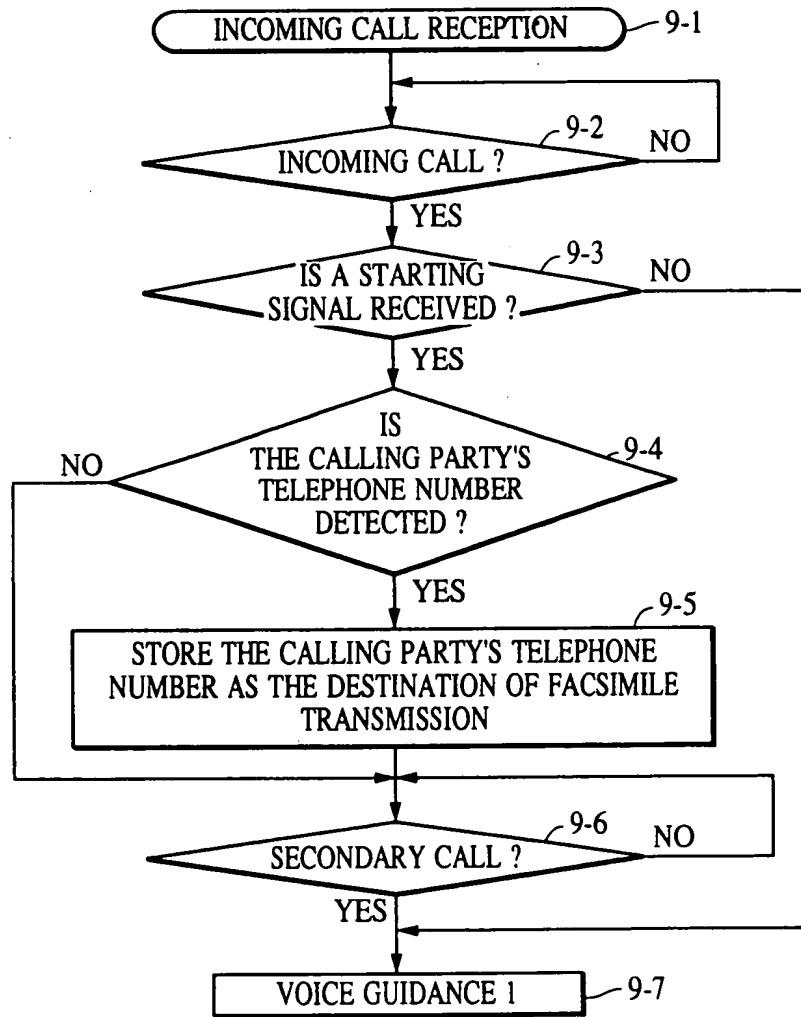 INCOMING CALL RECEPTION
9-1
9-2
INCOMING CALL ?
NO
YES
9-3
IS A STARTING
SIGNAL RECEIVED ?
NO
YES
IS
THE CALLING PARTY'S
TELEPHONE NUMBER
DETECTED ?
9-4
NO
YES
9-5
STORE THE CALLING PARTY'S TELEPHONE
NUMBER AS THE DESTINATION OF FACSIMILE
TRANSMISSION
9-6
SECONDARY CALL ?
NO
YES
VOICE GUIDANCE 1
9-7